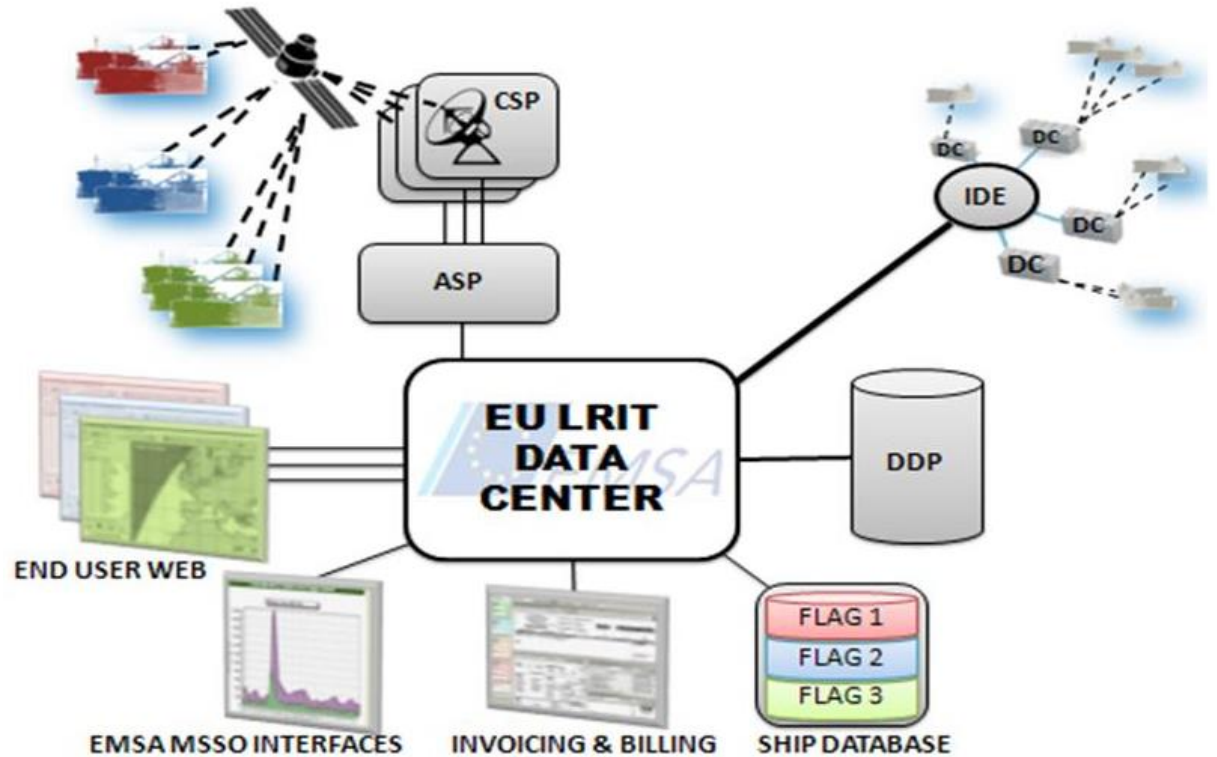 CSP
DC
DC
IDE
DC
DC
ASP
EU LRIT
DATA
CENTER
EMSA
DDP
END USER WEB
FLAG 1
FLAG 2
FLAG 3
EMSA MSSO INTERFACES
INVOICING & BILLING
SHIP DATABASE